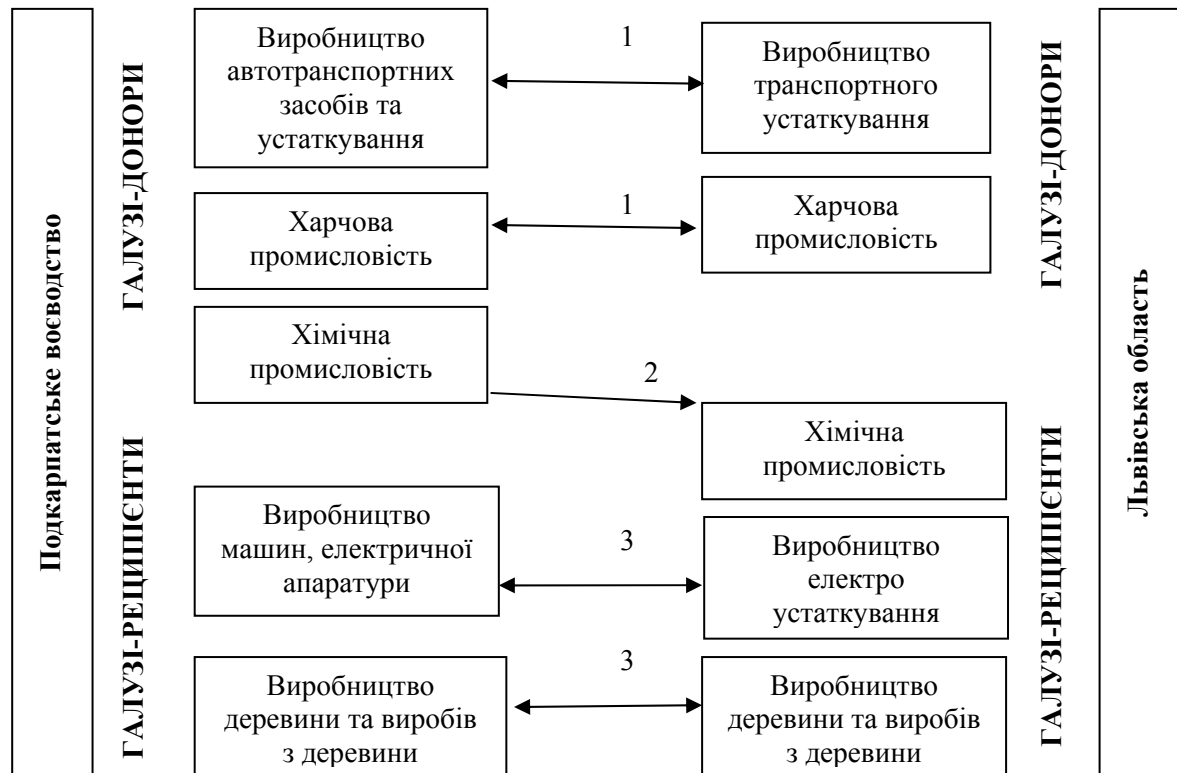 Подкарпатське воєводство
ГАЛУЗІ-ДОНОРИ
ГАЛУЗІ-РЕЦИПІЄНТИ
Виробництво
автотранспортних
засобів та
устаткування
1
Виробництво
транспортного
устаткування
Харчова
промисловість
1
Харчова
промисловість
Хімічна
промисловість
2
Хімічна
промисловість
Виробництво
машин, електричної
апаратури
3
Виробництво
електро
устаткування
Виробництво
деревини та виробів
з деревини
3
Виробництво
деревини та виробів
з деревини
ГАЛУЗІ-ДОНОРИ
ГАЛУЗІ-РЕЦИПІЄНТИ
Львівська область